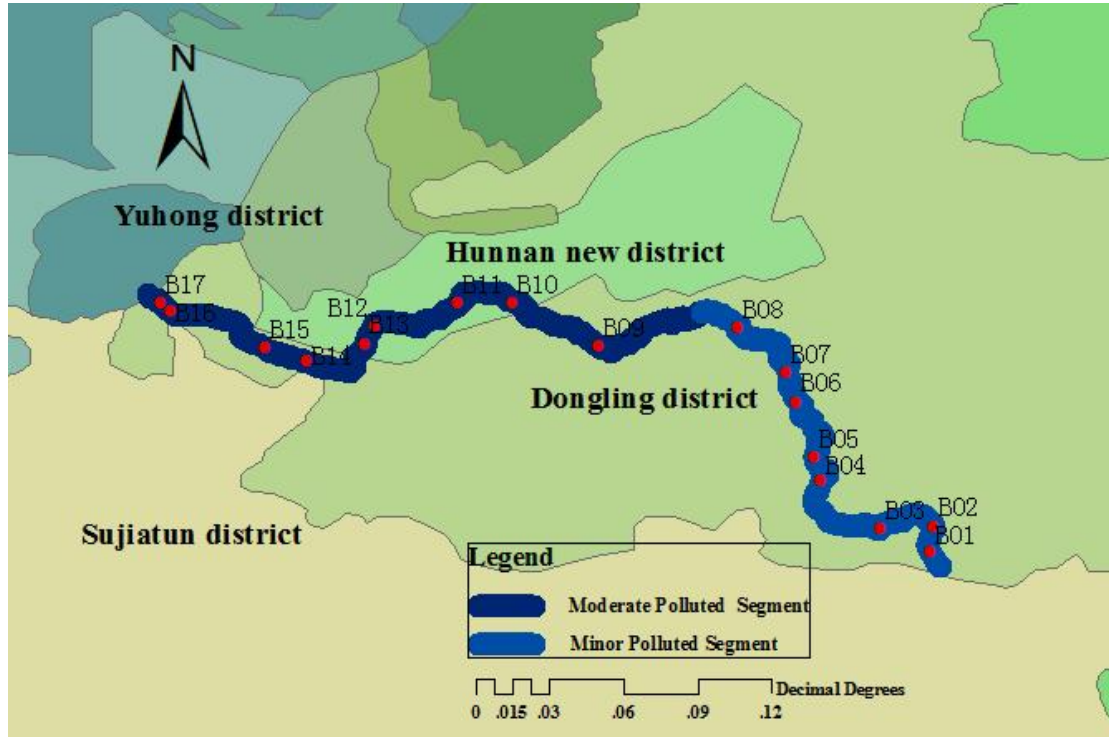 N
Yuhong district
Hunnan new district
B17
B16
B11
B10
B12
B13
B08
B15
B09
B14
B07
B06
Dongling district
B05
B04
B03
B02
B01
Sujiatun district
Legend
Moderate Polluted Segment
Minor Polluted Segment
Decimal Degrees
0 .015 .03 .06 .09 .12